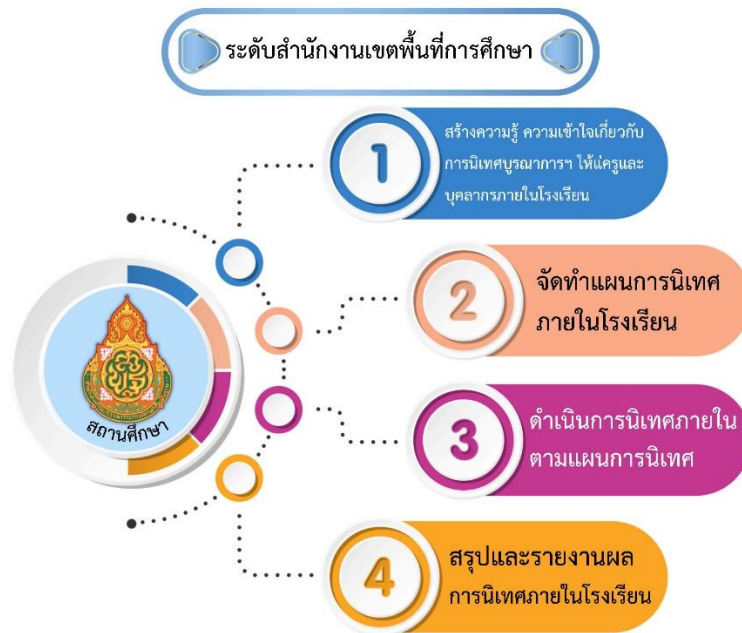 ระดับสำนักงานเขตพื้นที่การศึกษา
1
สร้างความรู้ ความเข้าใจเกี่ยวกับ
การนิเทศบูรณาการฯ ให้แก่ครูและ
บุคลากรภายในโรงเรียน
2
จัดทำแผนการนิเทศ
ภายในโรงเรียน
สถานศึกษา
3
ดำเนินการนิเทศภายใน
ตามแผนการนิเทศ
4
สรุปและรายงานผล
การนิเทศภายในโรงเรียน